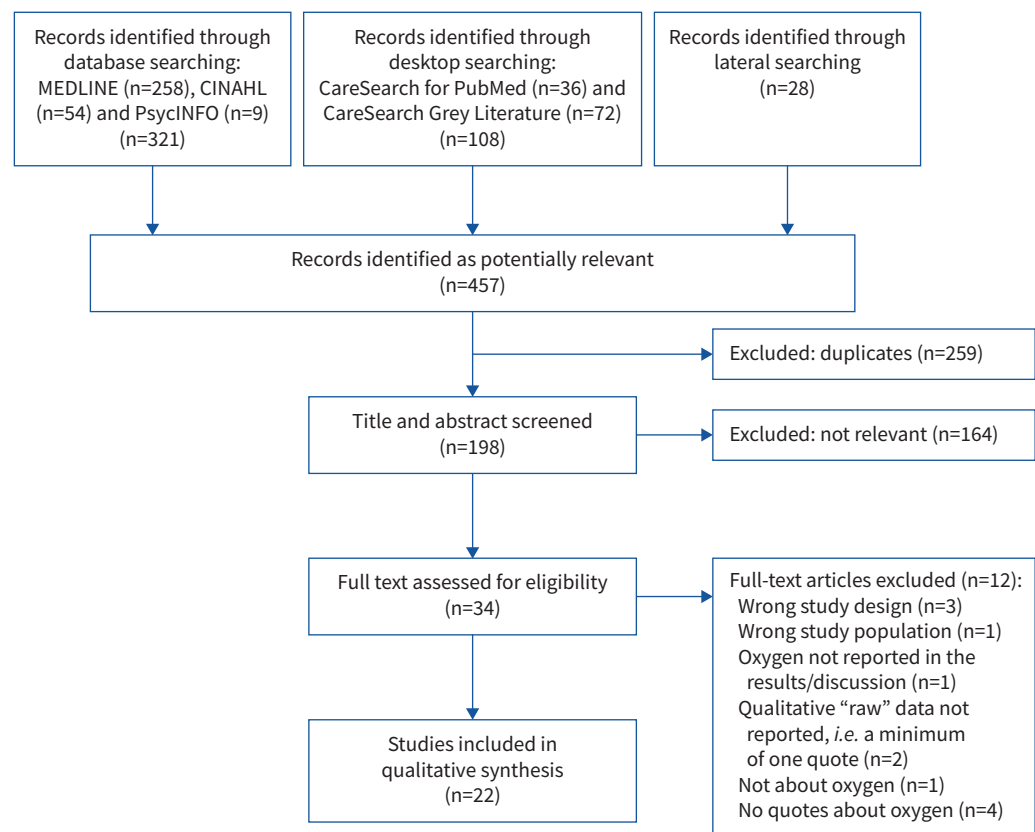 Records identified through
database searching:
MEDLINE (n=258), CINAHL
(n=54) and PsycINFO (n=9)
(n=321)
Records identified through
desktop searching:
CareSearch for PubMed (n=36) and
CareSearch Grey Literature (n=72)
(n=108)
Records identified through
lateral searching
(n=28)
Records identified as potentially relevant
(n=457)
Excluded: duplicates (n=259)
Title and abstract screened
(n=198)
Excluded: not relevant (n=164)
Full text assessed for eligibility
(n=34)
Full-text articles excluded (n=12):
Wrong study design (n=3)
Wrong study population (n=1)
Oxygen not reported in the
results/discussion (n=1)
Qualitative “raw” data not
reported, i.e. a minimum
of one quote (n=2)
Not about oxygen (n=1)
No quotes about oxygen (n=4)
Studies included in
qualitative synthesis
(n=22)